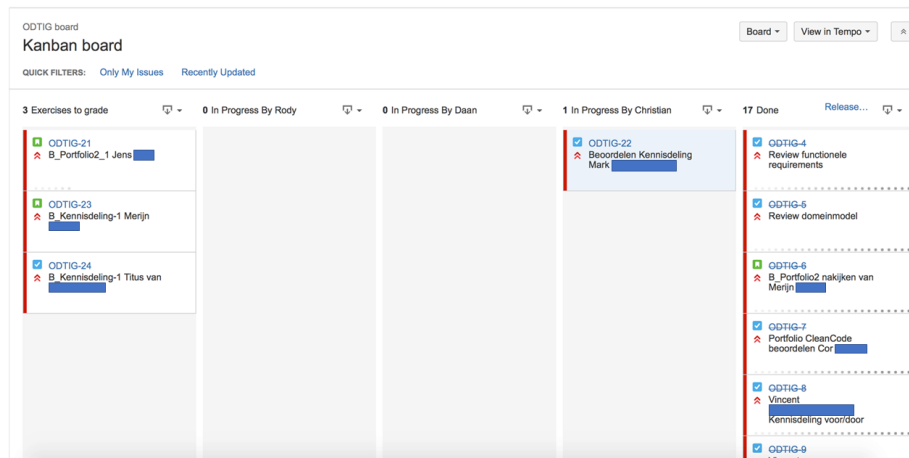 ODTIG board
Kanban board
Board
View in Tempo
QUICK FILTERS:
Only My Issues
Recently Updated
3 Exercises to grade
0 In Progress By Rody
0 In Progress By Daan
1 In Progress By Christian
17 Done
Release...
ODTIG-21
B_Portfolio2_1 Jens
ODTIG-23
B_Kennisdeling-1 Merijn
ODTIG-24
B_Kennisdeling-1 Titus van
ODTIG-22
Beoordelen Kennisdeling
Mark
ODTIG-4
Review functionele
requirements
ODTIG-5
Review domeinmodel
ODTIG-6
B_Portfolio2 nakijken van
Merijn
ODTIG-7
Portfolio CleanCode
beoordelen Cor
ODTIG-8
Vincent
Kennisdeling voor/door
ODTIG-9